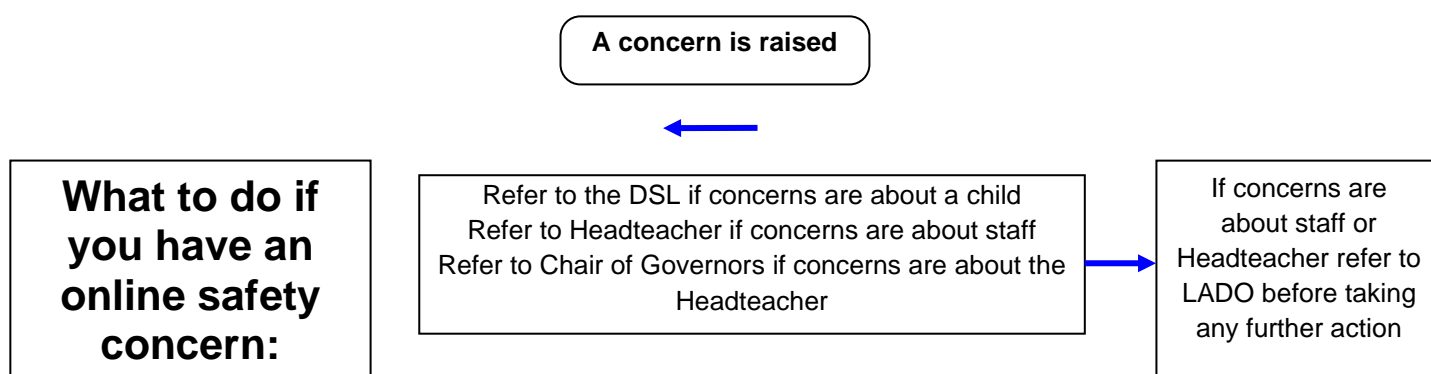 A concern is raised
What to do if
you have an
online safety
concern:
Refer to the DSL if concerns are about a child
Refer to Headteacher if concerns are about staff
Refer to Chair of Governors if concerns are about the
Headteacher
If concerns are
about staff or
Headteacher refer to
LADO before taking
any further action